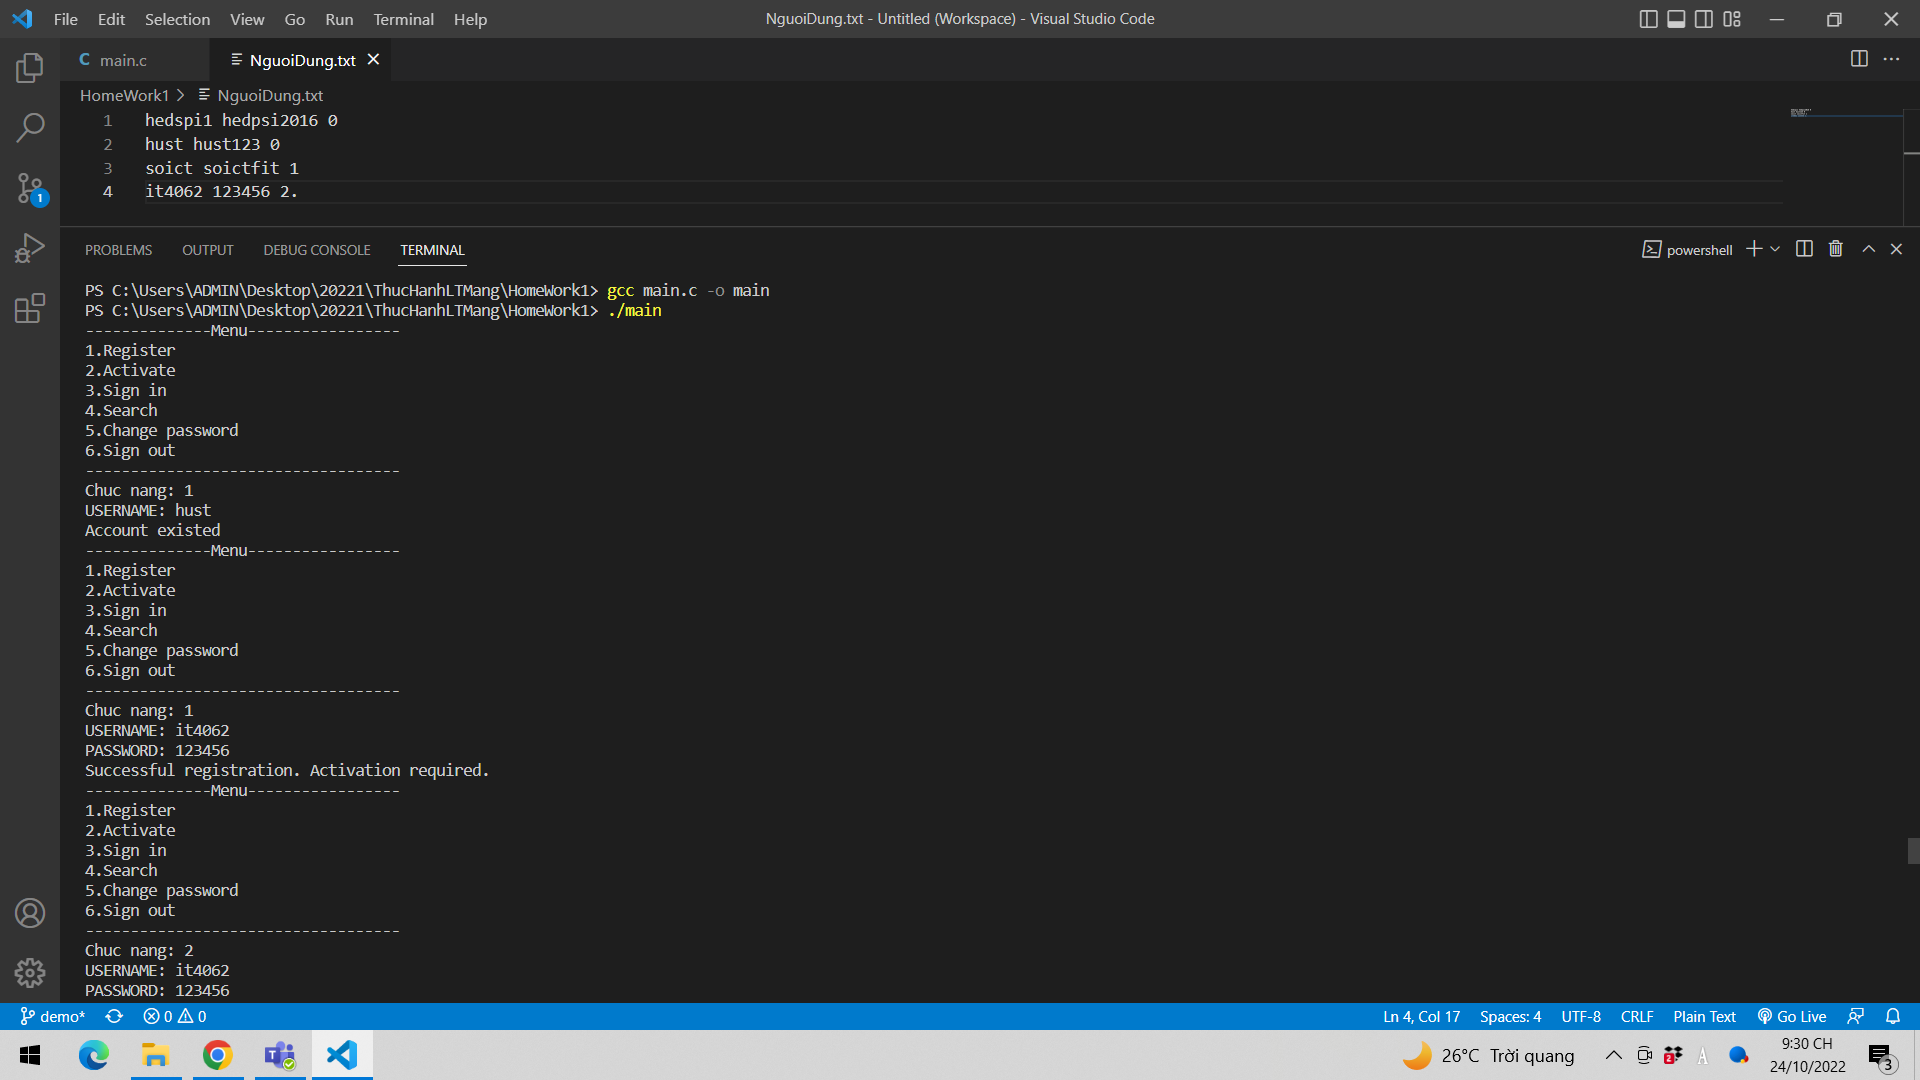 File Edit Selection View Go Run Terminal Help
NguoiDung.txt - Untitled (Workspace) - Visual Studio Code
main.c
NguoiDung.txt
HomeWork1 > NguoiDung.txt
1 hedspi1 hedpsi2016 0
2 hust hust123 0
3 soict soictfit 1
4 it4062 123456 2.
PROBLEMS OUTPUT DEBUG CONSOLE TERMINAL
powershell
PS C:\Users\ADMIN\Desktop\20221\ThucHanhLTMang\HomeWork1> gcc main.c -o main
PS C:\Users\ADMIN\Desktop\20221\ThucHanhLTMang\HomeWork1> ./main
--------------Menu-----------------
1.Register
2.Activate
3.Sign in
4.Search
5.Change password
6.Sign out
-----------------------------------
Chuc nang: 1
USERNAME: hust
Account existed
--------------Menu-----------------
1.Register
2.Activate
3.Sign in
4.Search
5.Change password
6.Sign out
-----------------------------------
Chuc nang: 1
USERNAME: it4062
PASSWORD: 123456
Successful registration. Activation required.
--------------Menu-----------------
1.Register
2.Activate
3.Sign in
4.Search
5.Change password
6.Sign out
-----------------------------------
Chuc nang: 2
USERNAME: it4062
PASSWORD: 123456
1
demo* 0 0
Ln 4, Col 17 Spaces: 4 UTF-8 CRLF Plain Text Go Live
26°C Trời quang
2
A
9:30 CH
24/10/2022
3